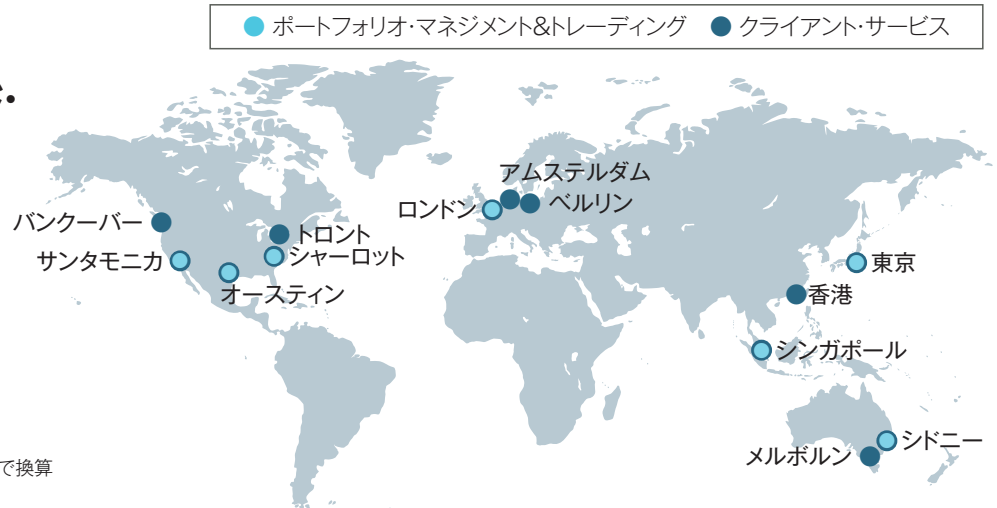 ポートフォリオ・マネジメント&トレーディング クライアント・サービス
アムステルダム
ロンドン
ベルリン
バンクーバー
トロント
サンタモニカ
シャーロット
オースティン
東京
香港
シンガポール
シドニー
メルボルン
で換算